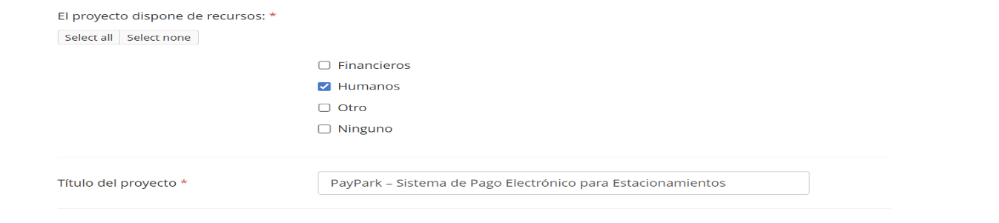 El proyecto dispone de recursos: *
Select all Select none
Financieros
Humanos
Otro
Ninguno
Título del proyecto * PayPark – Sistema de Pago Electrónico para Estacionamientos